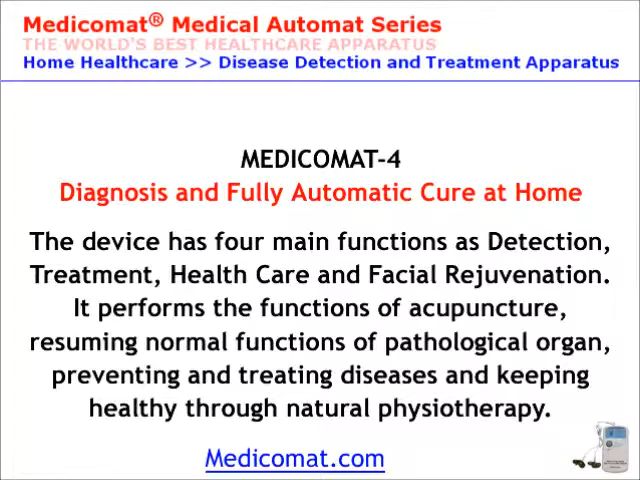 Medicomat® Medical Automat Series
THE WORLD'S BEST HEALTHCARE APPARATUS
Home Healthcare >> Disease Detection and Treatment Apparatus
MEDICOMAT-4
Diagnosis and Fully Automatic Cure at Home
The device has four main functions as Detection,
Treatment, Health Care and Facial Rejuvenation.
It performs the functions of acupuncture,
resuming normal functions of pathological organ,
preventing and treating diseases and keeping
healthy through natural physiotherapy.
Medicomat.com